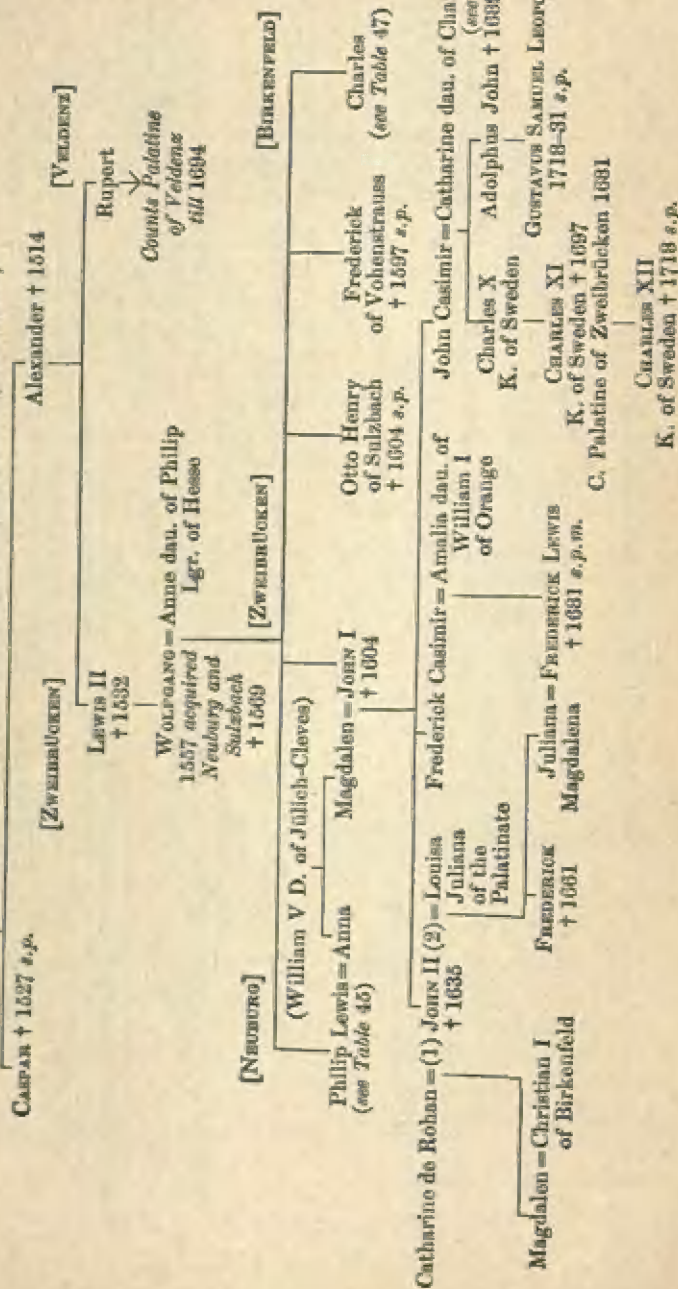 CASPAR † 1527 s.p.
Alexander † 1514
[ZWEIBRÜCKEN]
[VELDENZ]
LEWIS II
† 1532
Rupert
Counts Palatine
of Veldenz
till 1694
WOLFGANG = Anne dau. of Philip
1557 acquired Lgr. of Hesse
Neuburg and
Sulzbach
† 1569
[NEUBURG]
[ZWEIBRÜCKEN]
[BIRKENFELD]
(William V D. of Jülich-Cleves)
Philip Lewis = Anna
(see Table 45)
Magdalen = JOHN I
† 1604
Otto Henry
of Sulzbach
† 1604 s.p.
Frederick
of Vohenstrauss
† 1597 s.p.
Charles
(see Table 47)
Catharine de Rohan = (1) JOHN II (2) = Louisa
† 1635 Juliana
of the
Palatinate
Frederick Casimir = Amalia dau. of
William I
of Orange
John Casimir = Catharine dau. of
(see
Magdalen = Christian I
of Birkenfeld
FREDERICK
† 1661
Juliana = FREDERICK LEWIS
Magdalena † 1681 s.p.m.
Charles X
K. of Sweden
Adolphus John † 1689
CHARLES XI
K. of Sweden † 1697
C. Palatine of Zweibrücken 1681
GUSTAVUS SAMUEL
1718-31 s.p.
CHARLES XII
K. of Sweden † 1718 s.p.